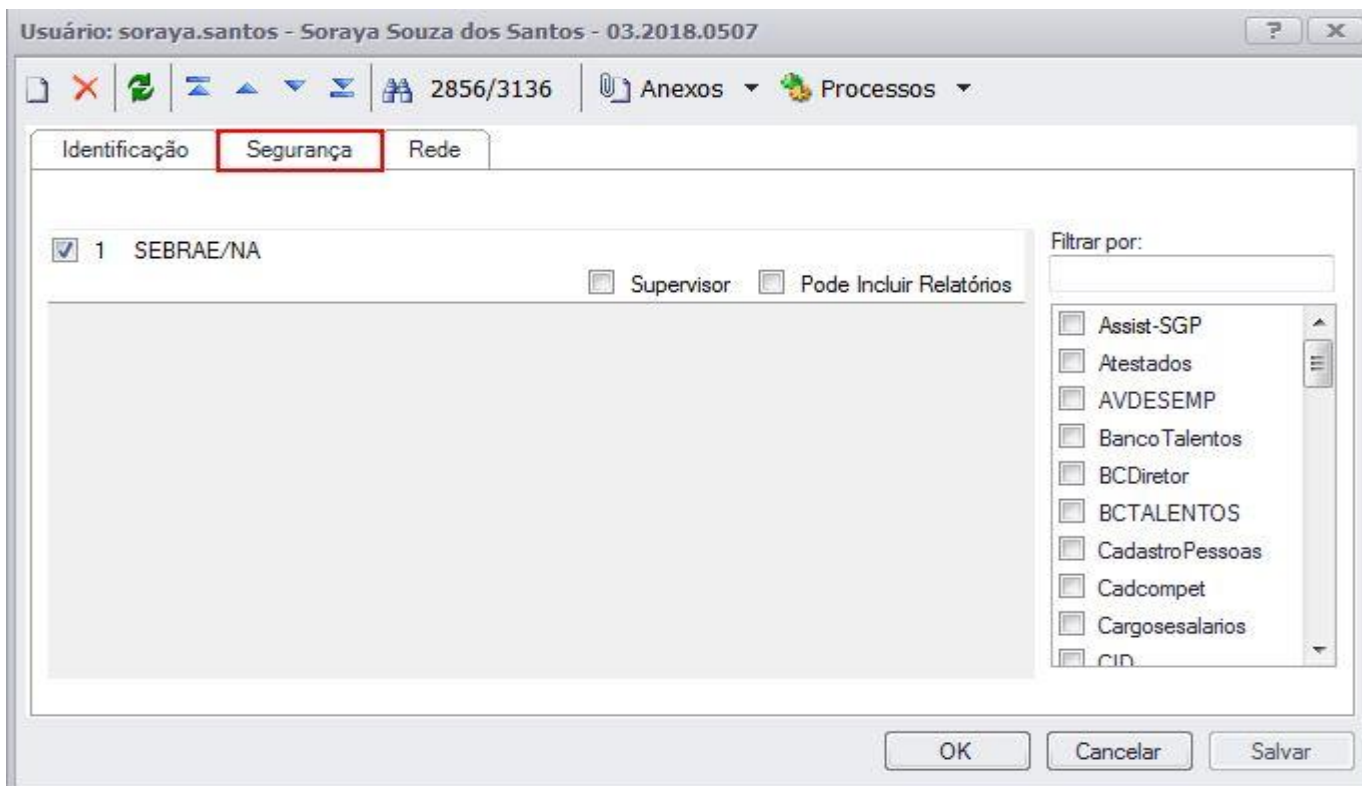 Usuário: soraya.santos - Soraya Souza dos Santos - 03.2018.0507
2856/3136 Anexos Processos
Identificação Segurança Rede
1 SEBRAE/NA
Supervisor Pode Incluir Relatórios
Filtrar por:
Assist-SGP
Atestados
AVDESEMP
BancoTalentos
BCDiretor
BCTALENTOS
CadastroPessoas
Cadcompet
Cargosesalarios
CID
OK Cancelar Salvar